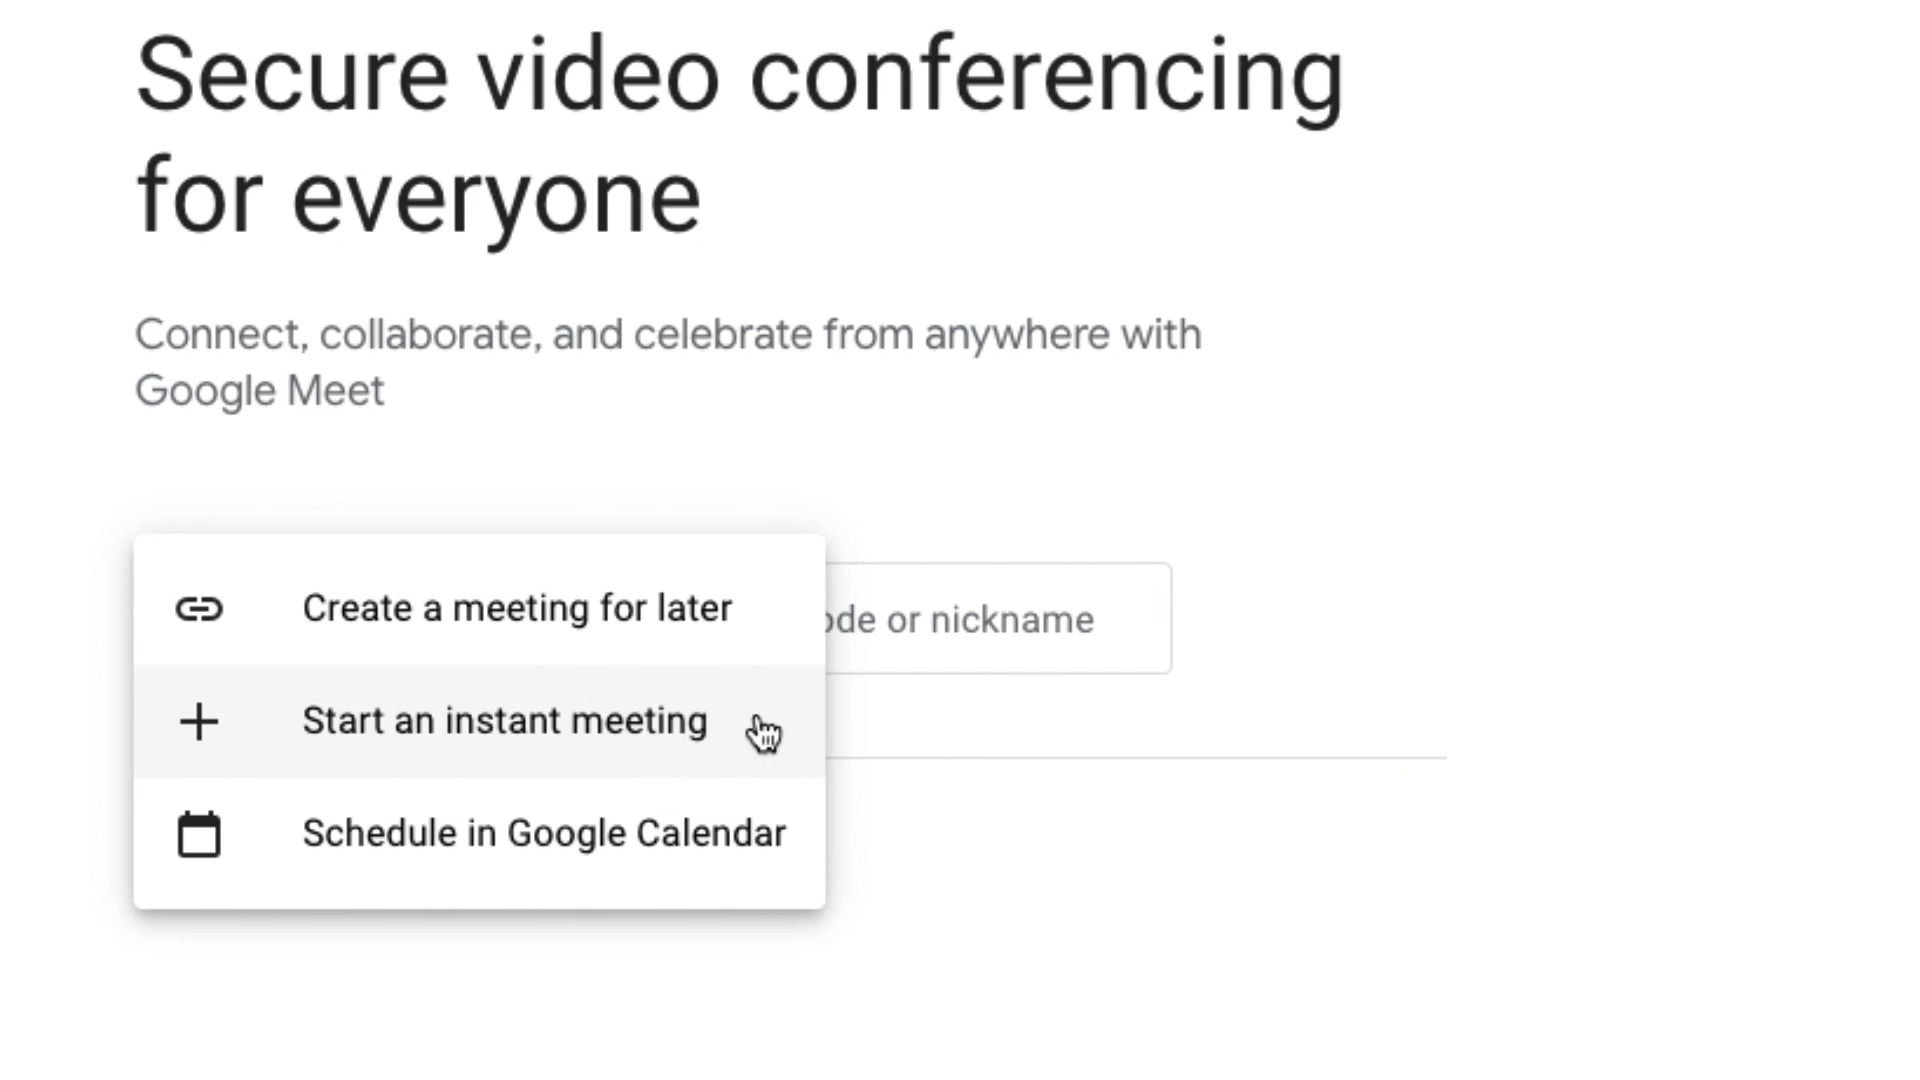 Secure video conferencing
for everyone
Connect, collaborate, and celebrate from anywhere with
Google Meet
Create a meeting for later
or nickname
Start an instant meeting
Schedule in Google Calendar